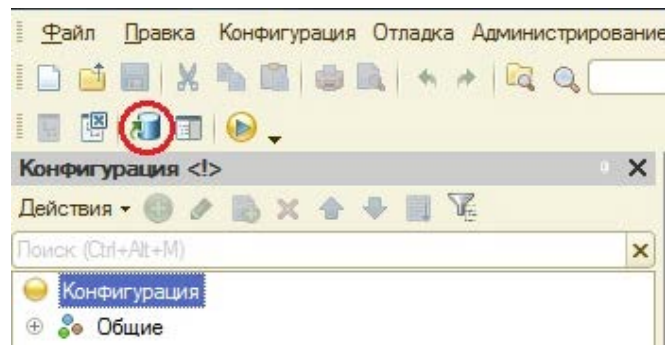 Файл Правка Конфигурация Отладка Администрирование
Конфигурация <!>
Действия
Поиск (Ctrl+Alt+M)
Конфигурация
Общие